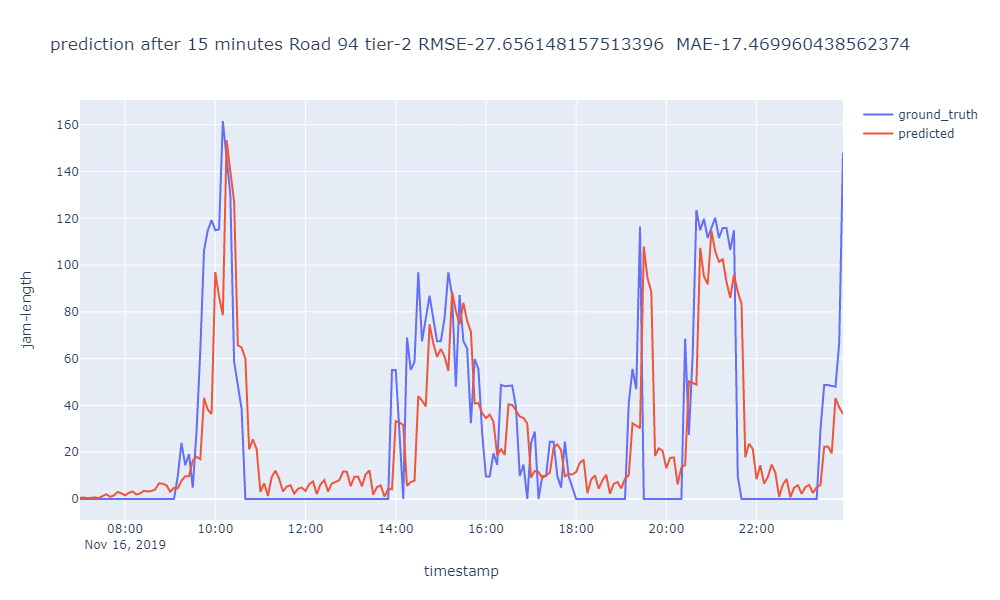 prediction after 15 minutes Road 94 tier-2 RMSE-27.656148157513396  MAE-17.469960438562374
ground_truth
predicted
jam-length
160
140
120
100
80
60
40
20
0
08:00 10:00 12:00 14:00 16:00 18:00 20:00 22:00
Nov 16, 2019
timestamp